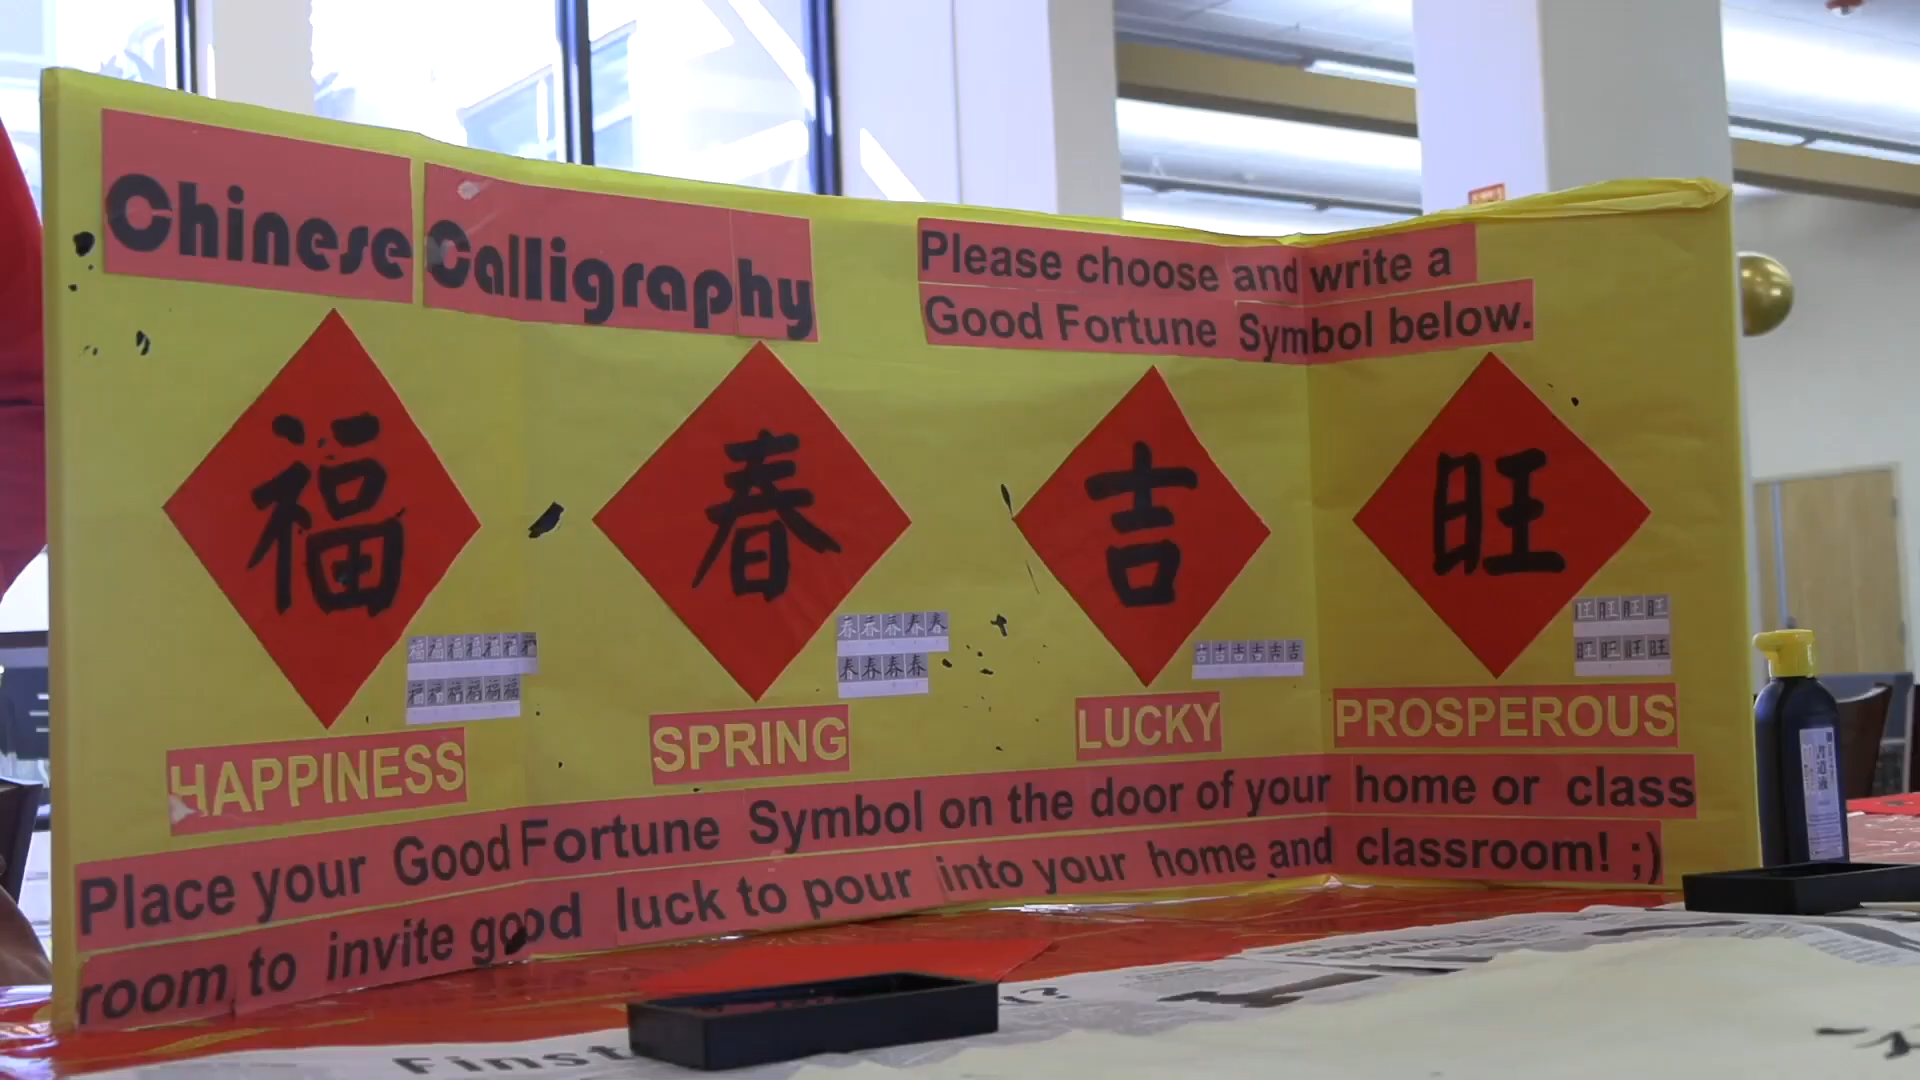 Chinese Calligraphy
Please choose and write a
Good Fortune Symbol below.
福 春 吉 旺
HAPPINESS SPRING LUCKY PROSPEROUS
Place your Good Fortune Symbol on the door of your home or class
room to invite good luck to pour into your home and classroom! ;)